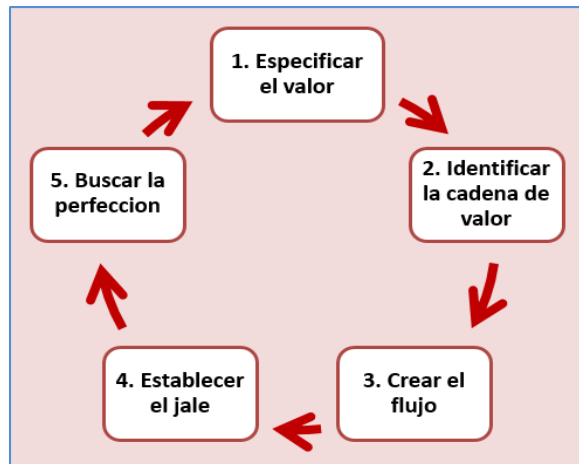 1. Especificar
el valor
2. Identificar
la cadena de
valor
3. Crear el
flujo
4. Establecer
el jale
5. Buscar la
perfeccion